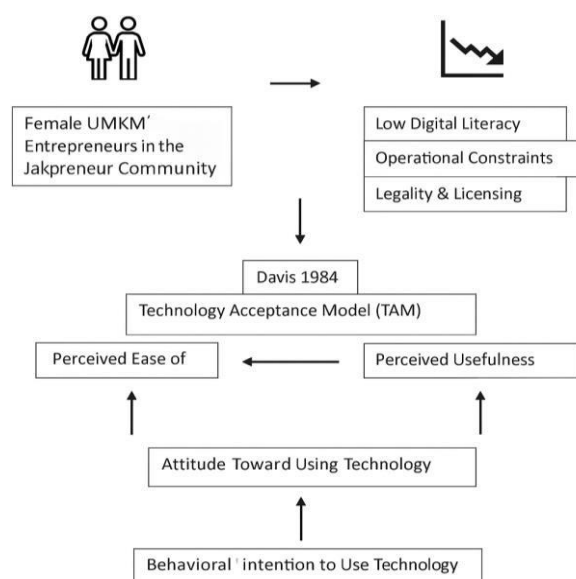 Female UMKM´
Entrepreneurs in the
Jakpreneur Community
Low Digital Literacy
Operational Constraints
Legality & Licensing
Davis 1984
Technology Acceptance Model (TAM)
Perceived Ease of
Perceived Usefulness
Attitude Toward Using Technology
Behavioral ' intention to Use Technology